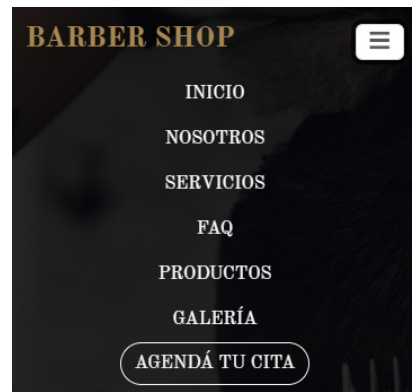 BARBER SHOP
INICIO
NOSOTROS
SERVICIOS
FAQ
PRODUCTOS
GALERÍA
AGENDÁ TU CITA